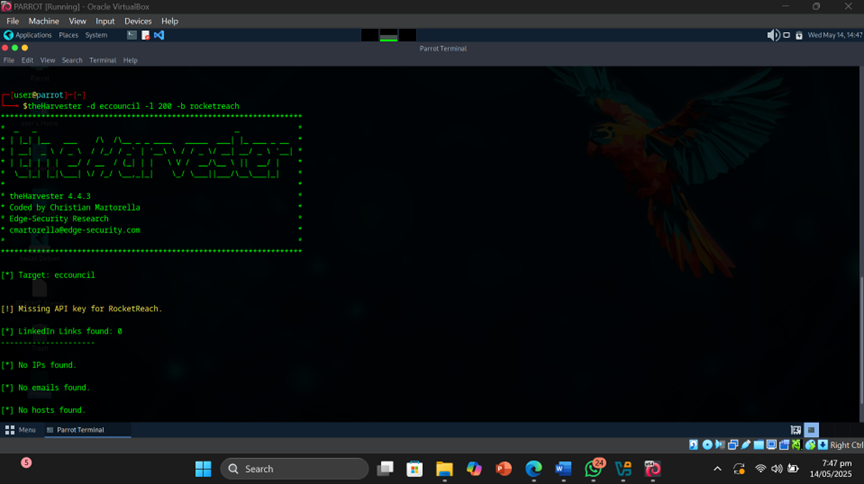 PARROT [Running] - Oracle VirtualBox
File Machine View Input Devices Help
Applications Places System
Wed May 14, 14:47
Parrot Terminal
File Edit View Search Terminal Help
┌─[user@parrot]─[~]
└──╼ $theHarvester -d eccouncil -l 200 -b rocketreach
*******************************************************************
theHarvester
* theHarvester 4.4.3 *
* Coded by Christian Martorella *
* Edge-Security Research *
* cmartorella@edge-security.com *
* *
*******************************************************************
[*] Target: eccouncil
[!] Missing API key for RocketReach.
[*] LinkedIn Links found: 0
---------------------
[*] No IPs found.
[*] No emails found.
[*] No hosts found.
Menu Parrot Terminal
Right Ctrl
5
Search
24
7:47 pm
14/05/2025